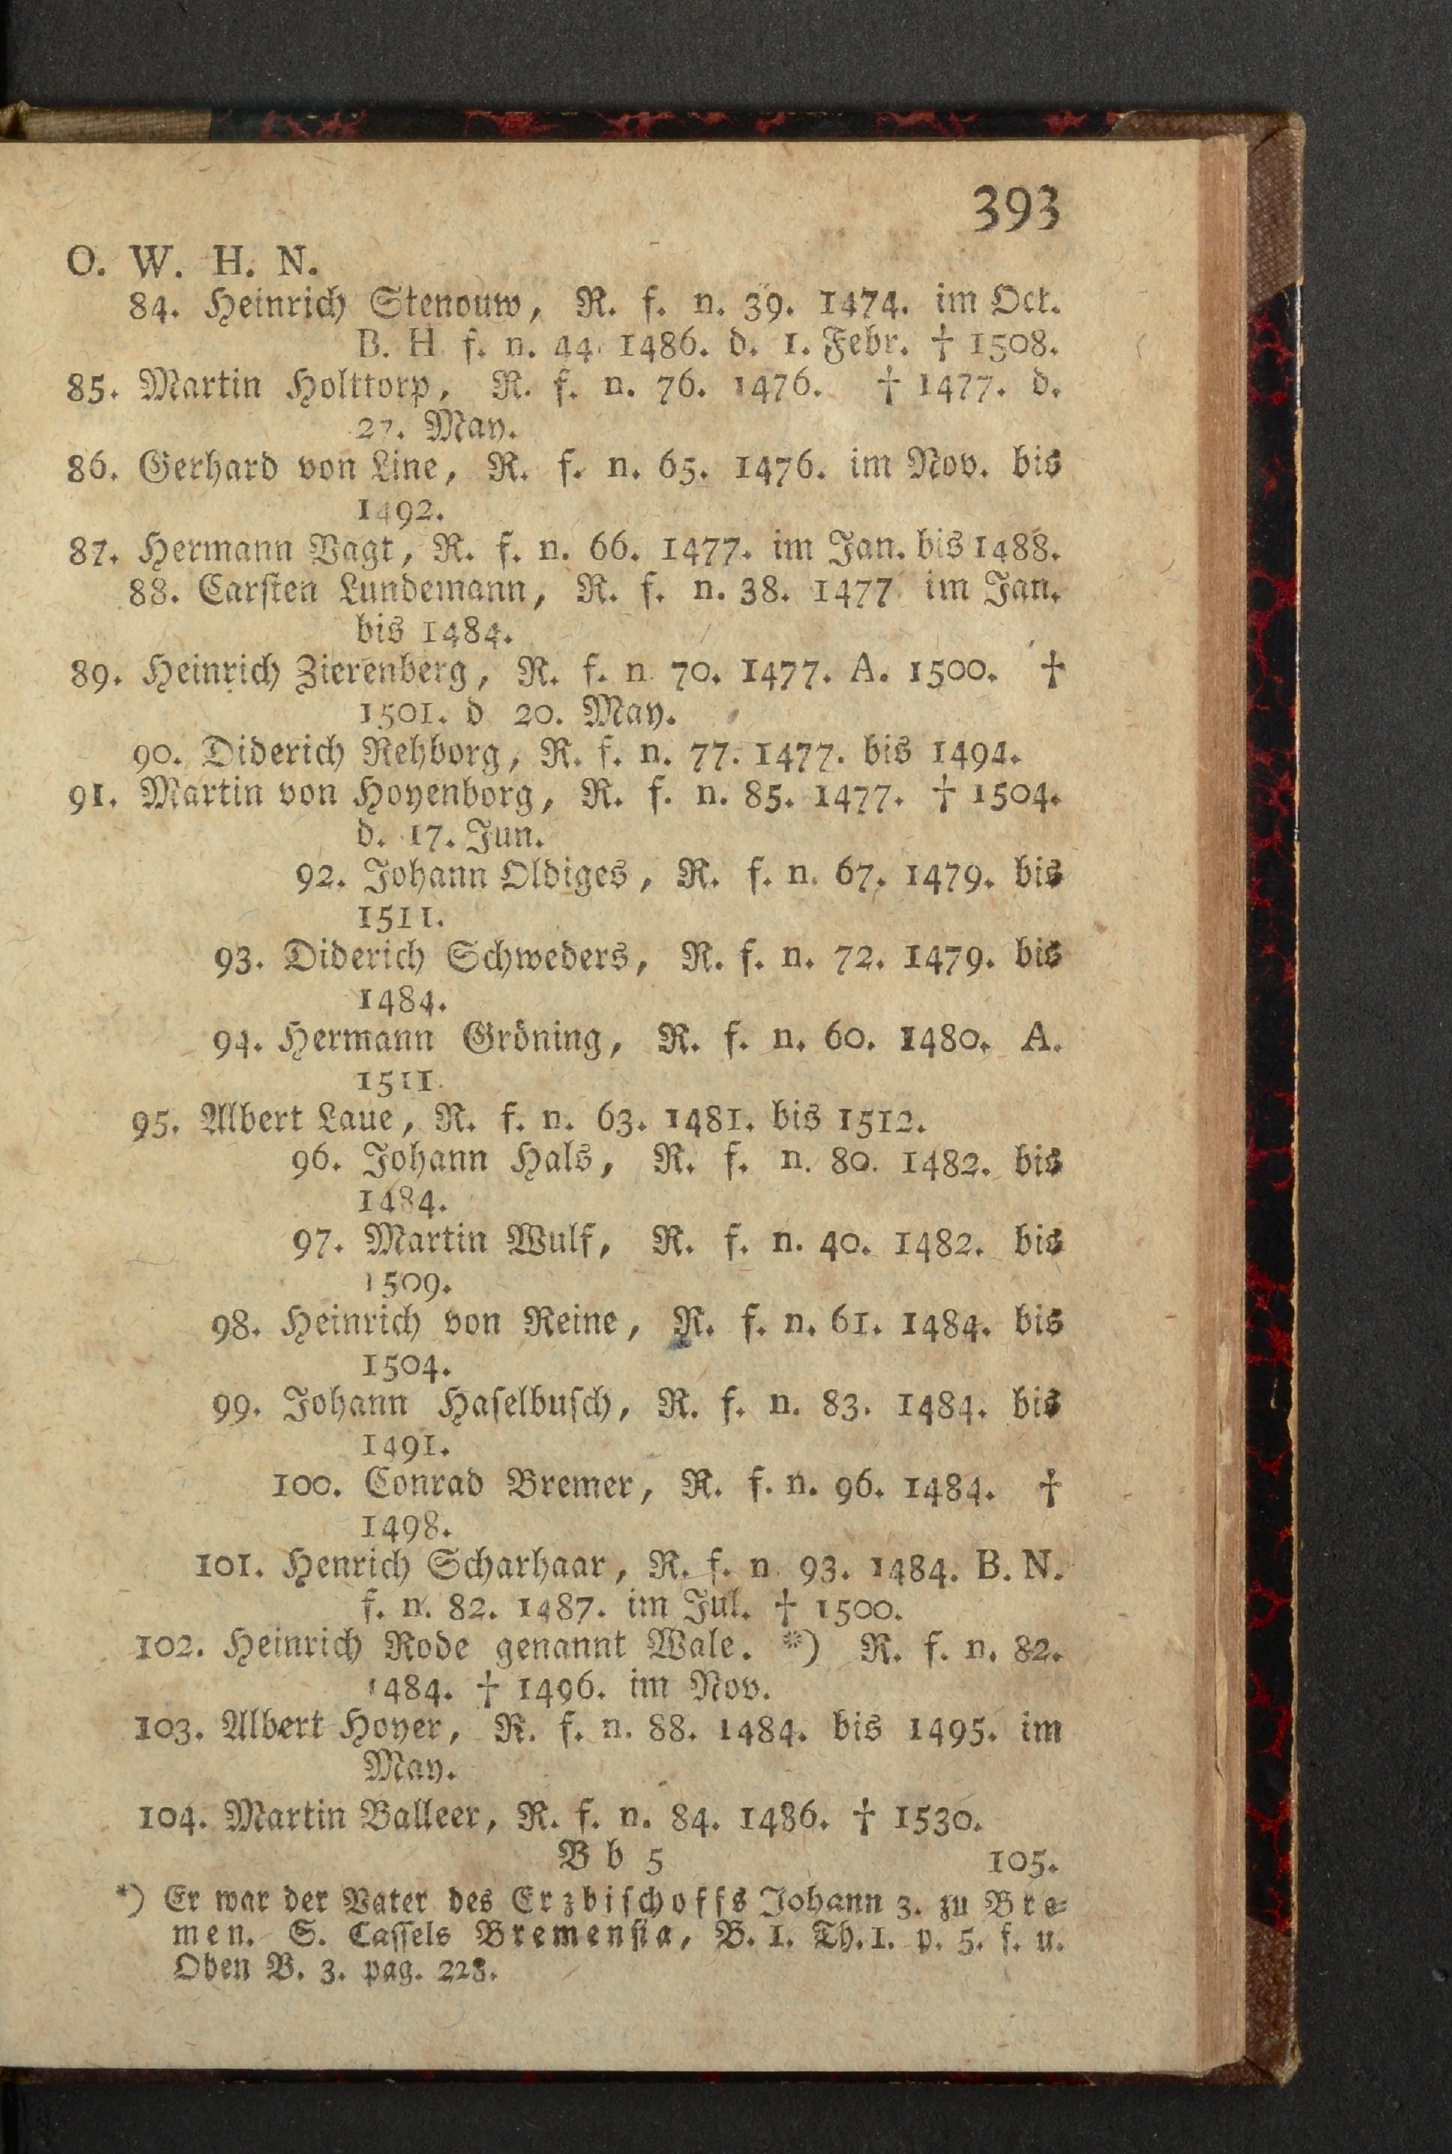 393
O. W. H. N.
84. Heinrich Stenouw, R. f. n. 39. 1474. im Oct.
B. H f. n. 44. 1486. d. 1. Febr. † 1508.
85. Martin Holttorp, R. f. n. 76. 1476. † 1477. d.
27. May.
86. Gerhard von Line, R. f. n. 65. 1476. im Nov. bis
1492.
87. Hermann Vagt, R. f. n. 66. 1477. im Jan. bis 1488.
88. Carsten Lundemann, R. f. n. 38. 1477 im Jan.
bis 1484.
89. Heinrich Zierenberg, R. f. n. 70. 1477. A. 1500. †
1501. d 20. May.
90. Diderich Rehborg, R. f. n. 77. 1477. bis 1494.
91. Martin von Hoyenborg, R. f. n. 85. 1477. † 1504.
d. 17. Jun.
92. Johann Oldiges, R. f. n. 67. 1479. bis
1511.
93. Diderich Schweders, R. f. n. 72. 1479. bis
1484.
94. Hermann Gröning, R. f. n. 60. 1480. A.
1511.
95. Albert Laue, R. f. n. 63. 1481. bis 1512.
96. Johann Hals, R. f. n. 80. 1482. bis
1484.
97. Martin Wulf, R. f. n. 40. 1482. bis
1509.
98. Heinrich von Reine, R. f. n. 61. 1484. bis
1504.
99. Johann Haselbusch, R. f. n. 83. 1484. bis
1491.
100. Conrad Bremer, R. f. n. 96. 1484. †
1498.
101. Henrich Scharhaar, R. f. n. 93. 1484. B. N.
f. n. 82. 1487. im Jul. † 1500.
102. Heinrich Rode genannt Wale. *) R. f. n. 82.
1484. † 1496. im Nov.
103. Albert Hoyer, R. f. n. 88. 1484. bis 1495. im
May.
104. Martin Balleer, R. f. n. 84. 1486. † 1530.
B b 5 105.
*) Er war der Vater des Erzbischoffs Johann 3. zu Bre=
men. S. Cassels Bremensia, B. 1. Th. 1. p. 5. f. u.
Oben B. 3. pag. 228.